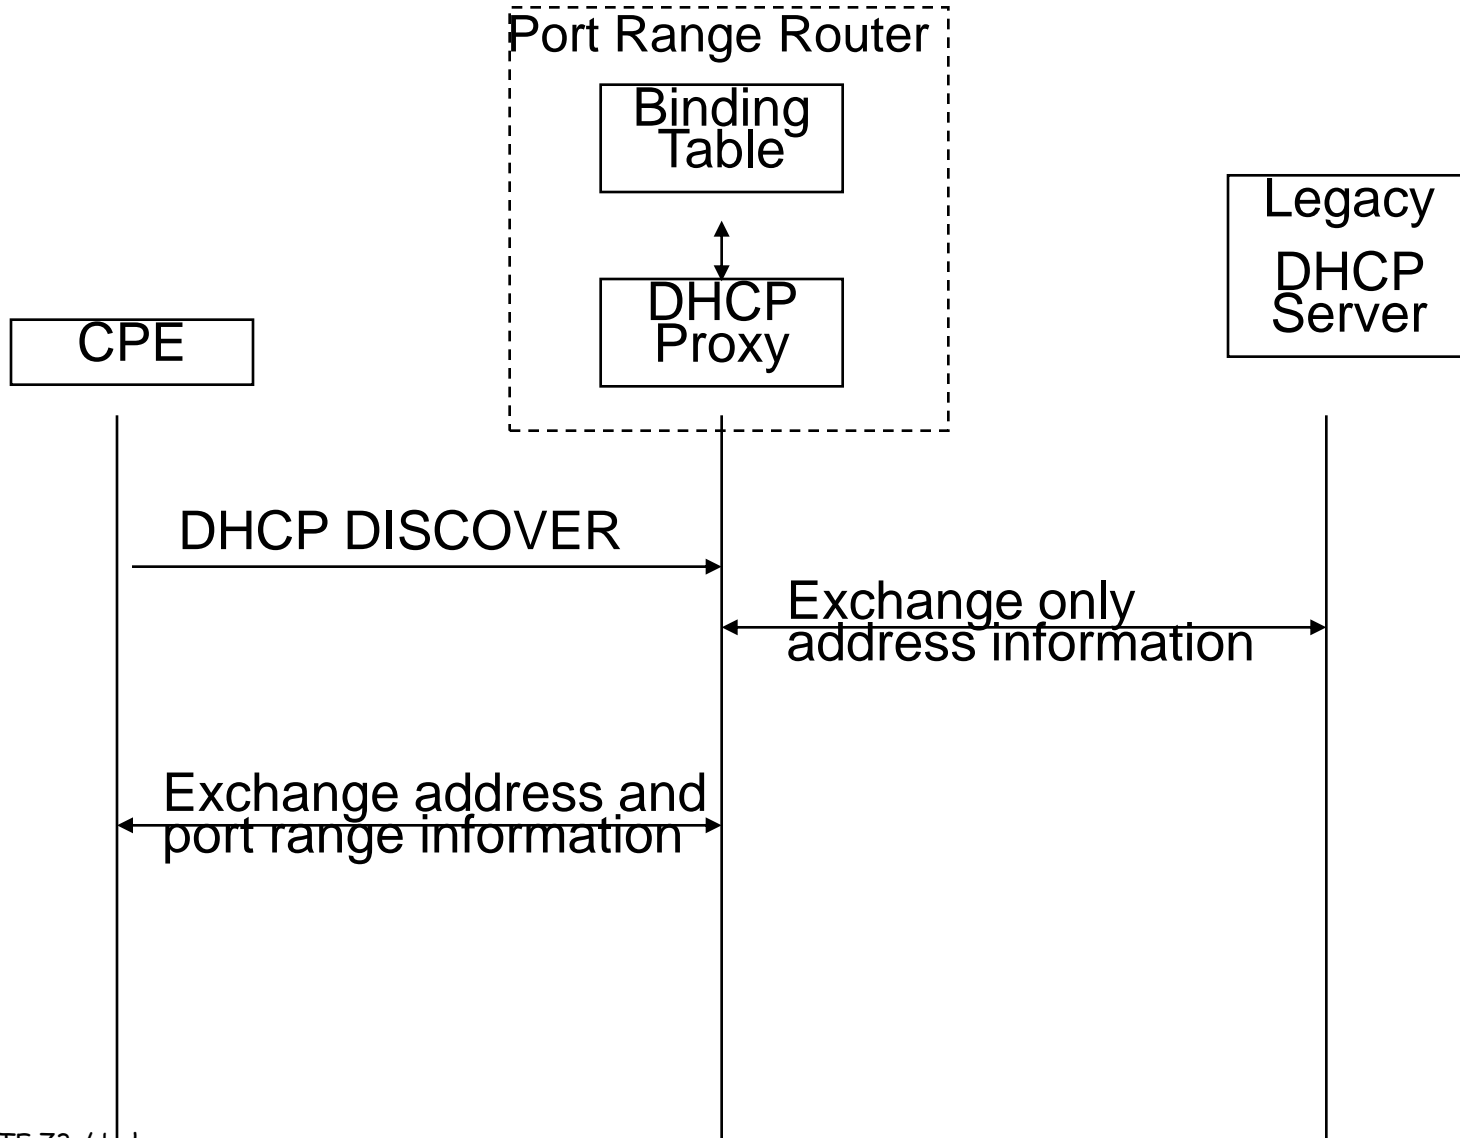 Port Range Router
Binding
Table
Legacy
DHCP
Server
DHCP
Proxy
CPE
DHCP DISCOVER
Exchange only
address information
Exchange address and
port range information